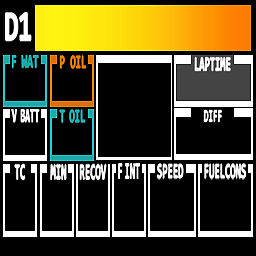 D1
F WAT P OIL LAPTIME
V BATT T OIL DIFF
TC MIN RECOV F INT SPEED FUELCONS